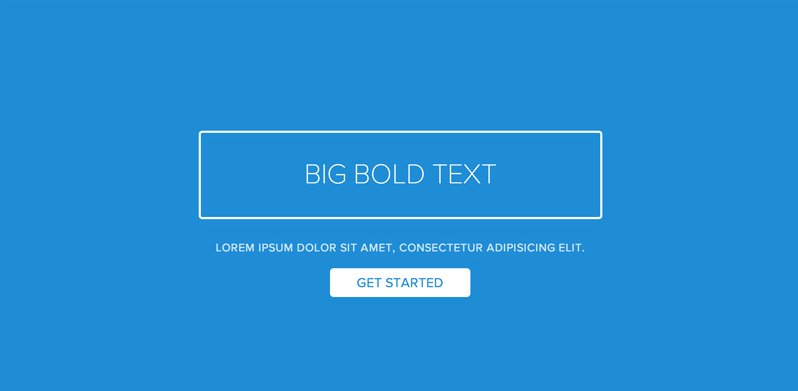 BIG BOLD TEXT
LOREM IPSUM DOLOR SIT AMET, CONSECTETUR ADIPISICING ELIT.
GET STARTED